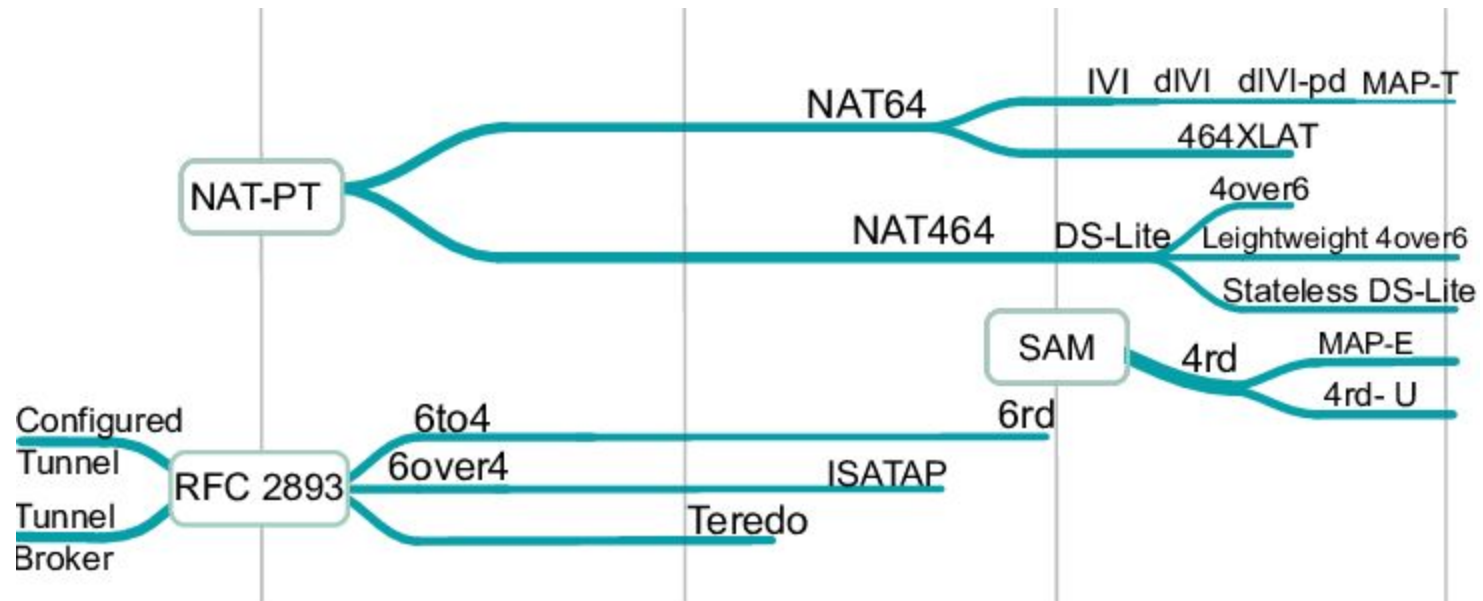 IVI dIVI dIVI-pd MAP-T
NAT64
464XLAT
NAT-PT
4over6
NAT464
DS-Lite
Leightweight 4over6
Stateless DS-Lite
SAM
4rd
MAP-E
4rd- U
6to4
6rd
Configured
Tunnel
6over4
ISATAP
RFC 2893
Tunnel
Broker
Teredo